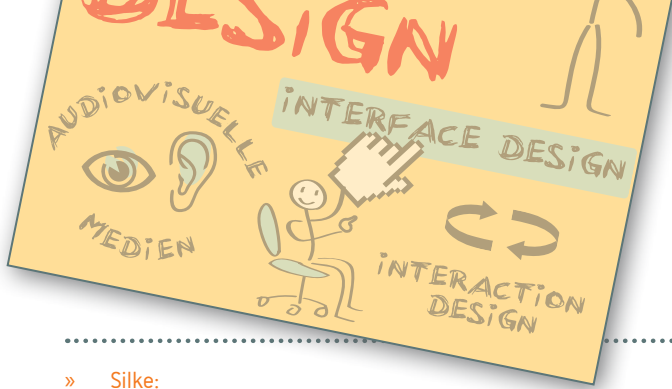 DESIGN
AUDiOViSUELLE
MEDiEN
iNTERFACE DESiGN
iNTERACTiON
DESiGN
» Silke: